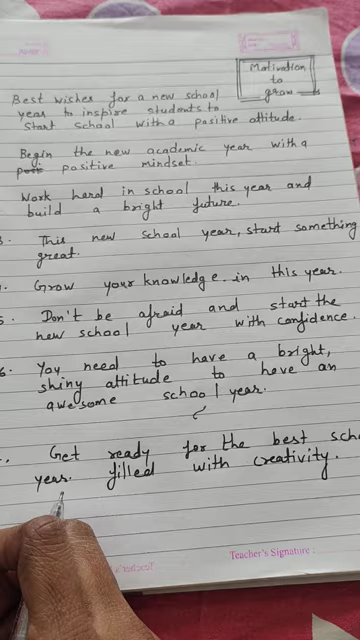 Motivation
to
grow
Best wishes for a new school
year to inspire students to
start school with a positive attitude.
Begin the new academic year with a
positive mindset.
Work hard in school this year and
build a bright future.
3. This new school year, start something
great.
Grow your knowledge in this year.
5. Don't be afraid and start the
new school year with confidence.
6. You need to have a bright,
shiny attitude to have an
awesome school year.
Get ready for the best scho
year filled with creativity.
Teacher's Signature :